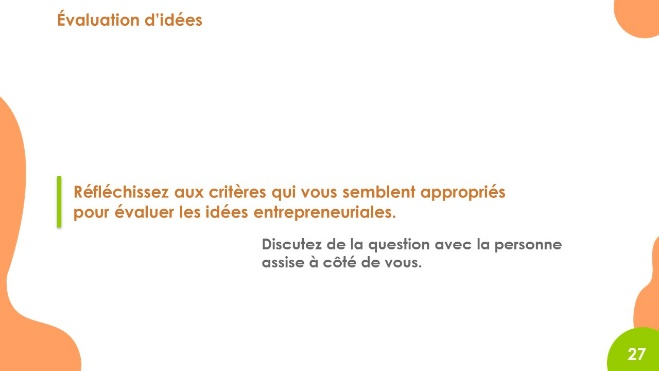 Évaluation d’idées
Réfléchissez aux critères qui vous semblent appropriés
pour évaluer les idées entrepreneuriales.
Discutez de la question avec la personne
assise à côté de vous.
27